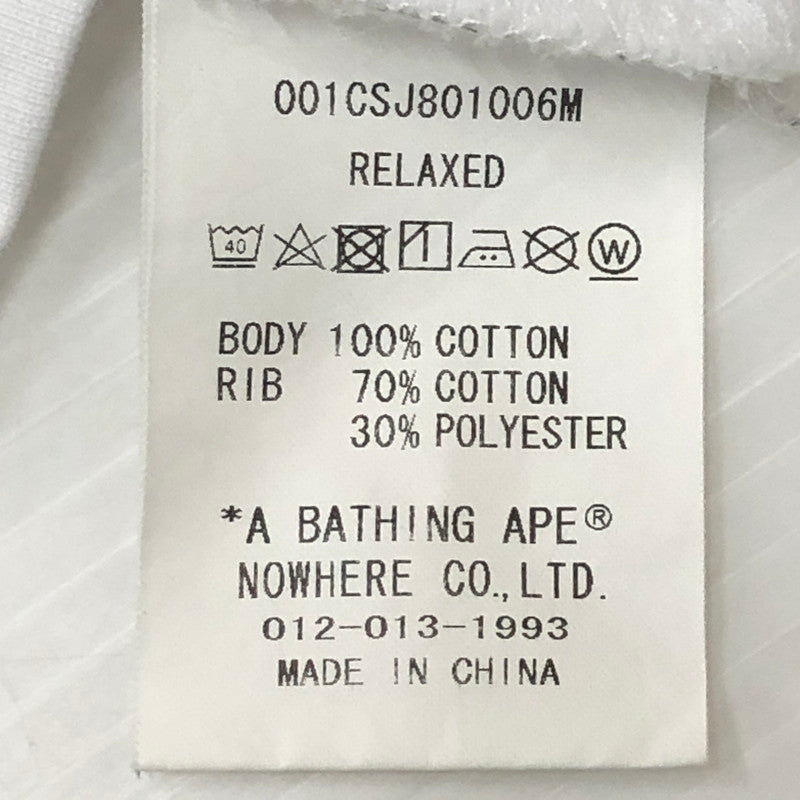 001CSJ801006M
RELAXED
40 W
BODY 100% COTTON
RIB 70% COTTON
30% POLYESTER
*A BATHING APE®
NOWHERE CO., LTD.
012-013-1993
MADE IN CHINA